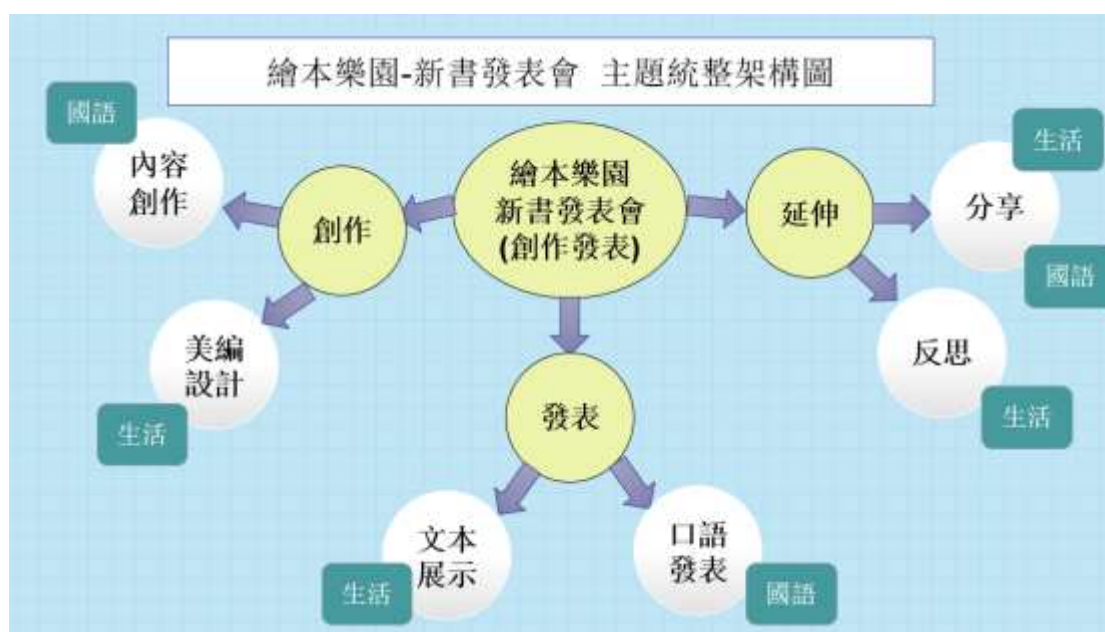 繪本樂園-新書發表會 主題統整架構圖
國語
內容
創作
創作
美編
設計
生活
繪本樂園
新書發表會
(創作發表)
發表
文本
展示
生活
口語
發表
國語
延伸
生活
分享
國語
反思
生活